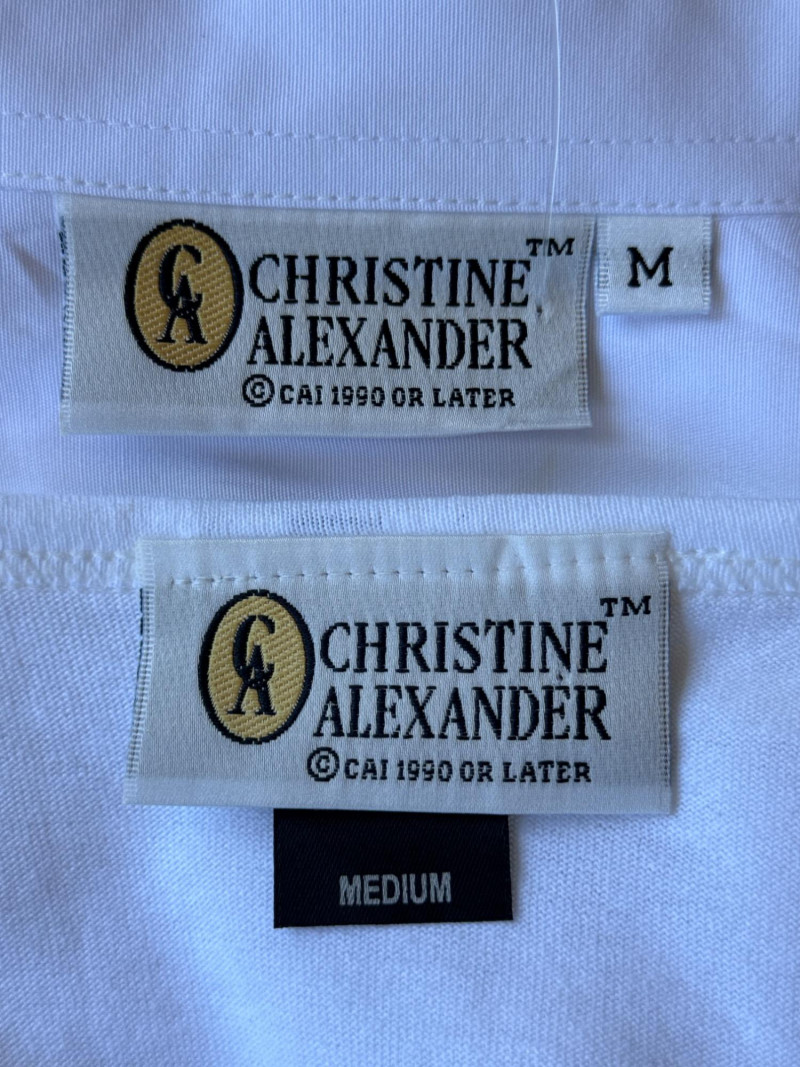 CA
CHRISTINE™
ALEXANDER
© CAI 1990 OR LATER
M
CA
CHRISTINE™
ALEXANDER
© CAI 1990 OR LATER
MEDIUM